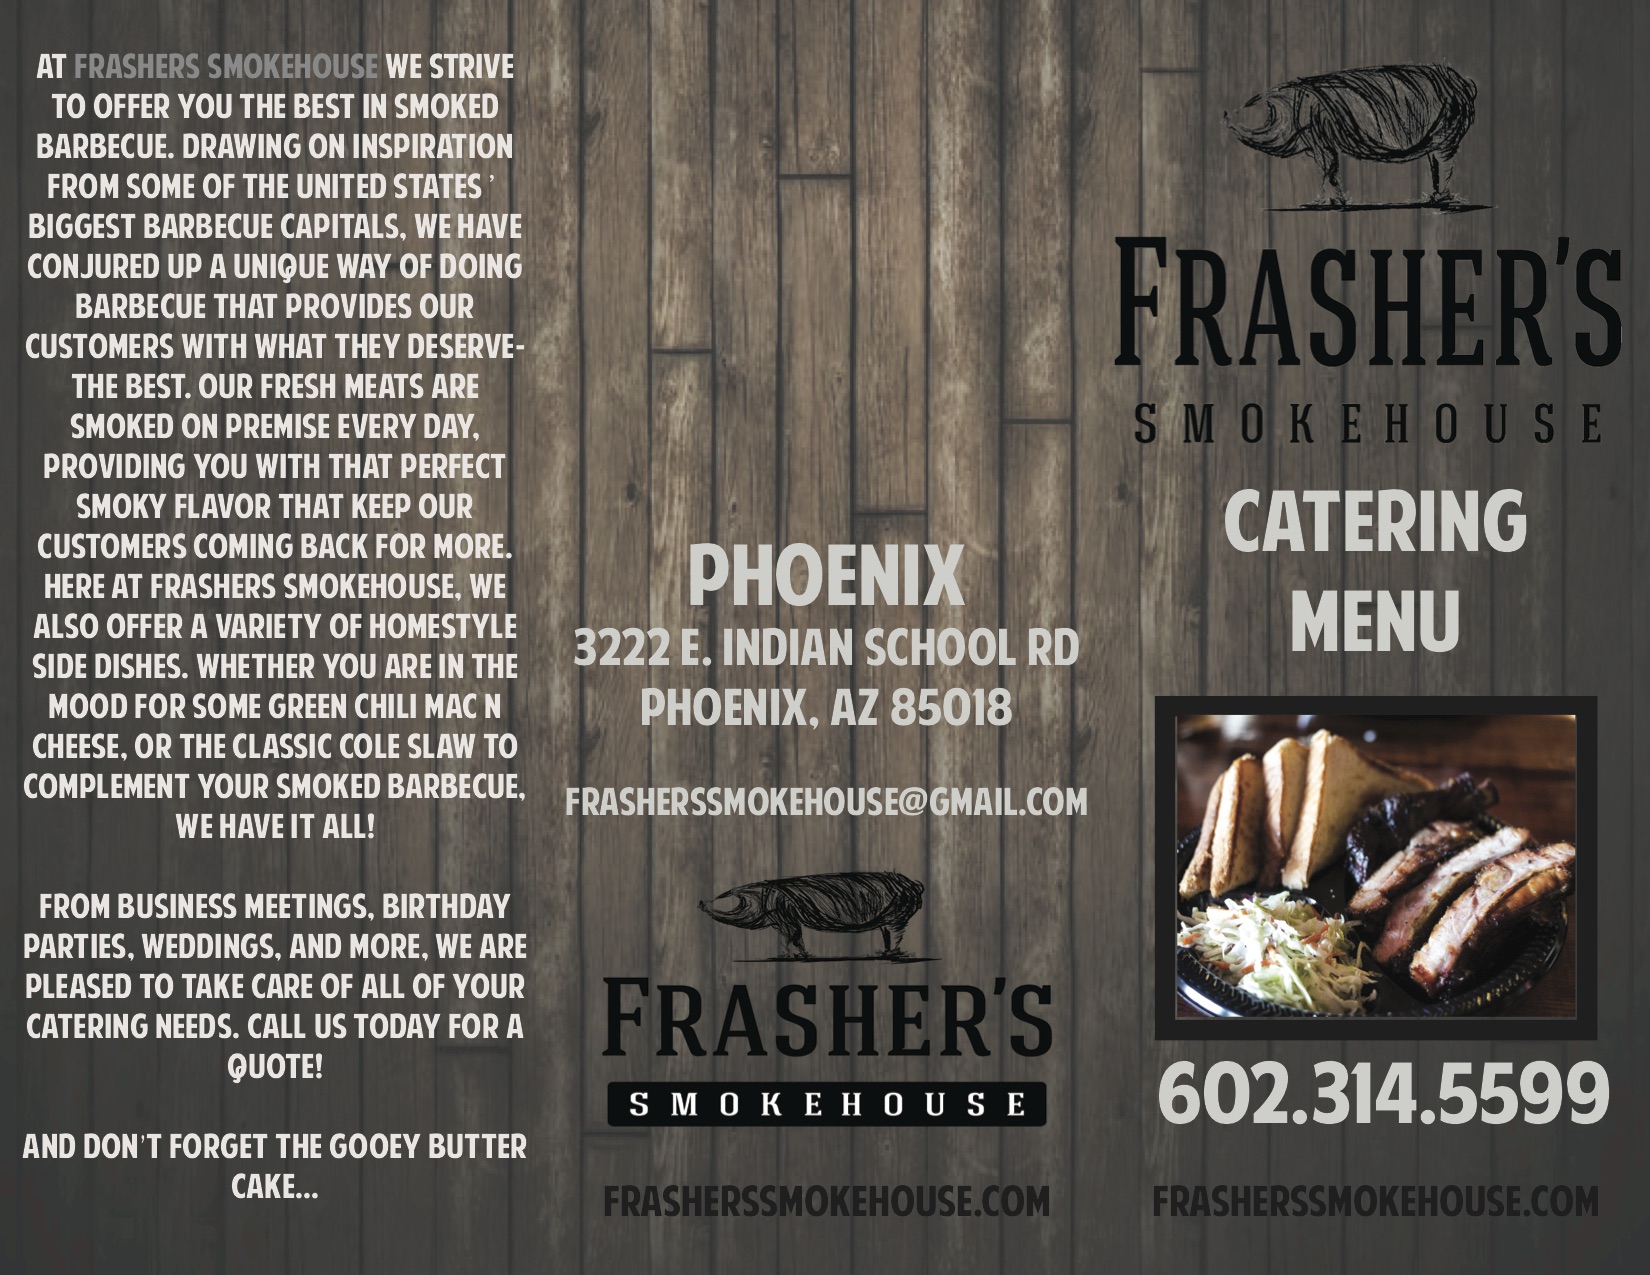 AT FRASHERS SMOKEHOUSE WE STRIVE
TO OFFER YOU THE BEST IN SMOKED
BARBECUE. DRAWING ON INSPIRATION
FROM SOME OF THE UNITED STATES '
BIGGEST BARBECUE CAPITALS, WE HAVE
CONJURED UP A UNIQUE WAY OF DOING
BARBECUE THAT PROVIDES OUR
CUSTOMERS WITH WHAT THEY DESERVE-
THE BEST. OUR FRESH MEATS ARE
SMOKED ON PREMISE EVERY DAY,
PROVIDING YOU WITH THAT PERFECT
SMOKY FLAVOR THAT KEEP OUR
CUSTOMERS COMING BACK FOR MORE.
HERE AT FRASHERS SMOKEHOUSE, WE
ALSO OFFER A VARIETY OF HOMESTYLE
SIDE DISHES. WHETHER YOU ARE IN THE
MOOD FOR SOME GREEN CHILI MAC N
CHEESE, OR THE CLASSIC COLE SLAW TO
COMPLEMENT YOUR SMOKED BARBECUE,
WE HAVE IT ALL!
FROM BUSINESS MEETINGS, BIRTHDAY
PARTIES, WEDDINGS, AND MORE, WE ARE
PLEASED TO TAKE CARE OF ALL OF YOUR
CATERING NEEDS. CALL US TODAY FOR A
QUOTE!
AND DON'T FORGET THE GOOEY BUTTER
CAKE...
PHOENIX
3222 E. INDIAN SCHOOL RD
PHOENIX, AZ 85018
FRASHERSSMOKEHOUSE@GMAIL.COM
FRASHER'S
SMOKEHOUSE
FRASHERSSMOKEHOUSE.COM
FRASHER'S
SMOKEHOUSE
CATERING
MENU
602.314.5599
FRASHERSSMOKEHOUSE.COM